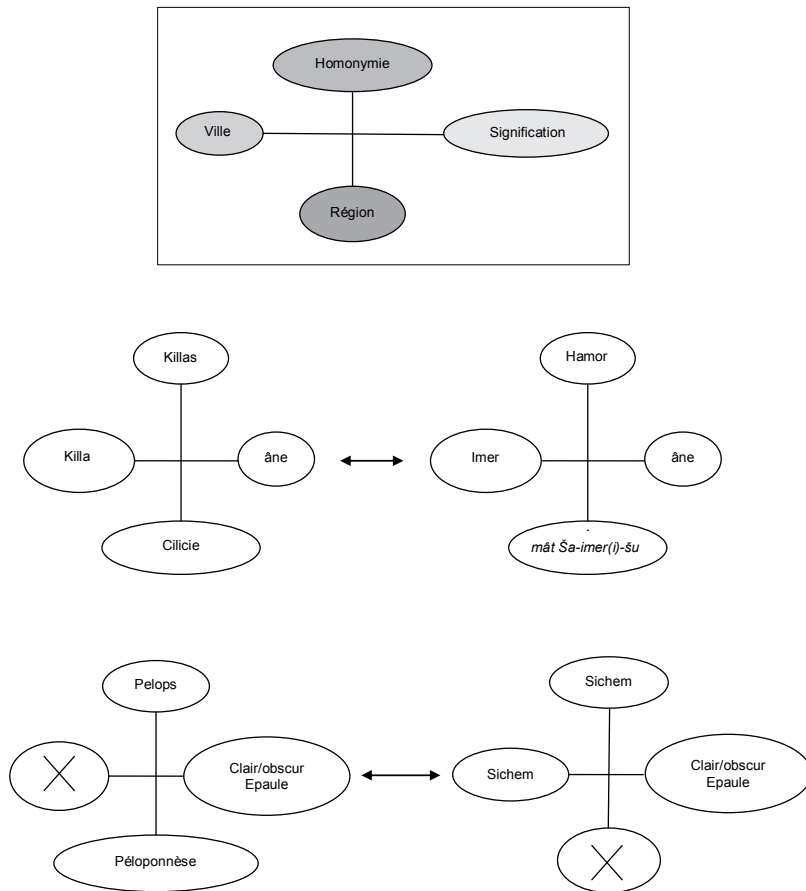 Homonymie
Ville
Signification
Région
Killas
Hamor
Killa
âne
Imer
âne
Cilicie
mât Ša-imer(i)-šu
Pelops
Sichem
Clair/obscur
Epaule
Sichem
Clair/obscur
Epaule
Péloponnèse